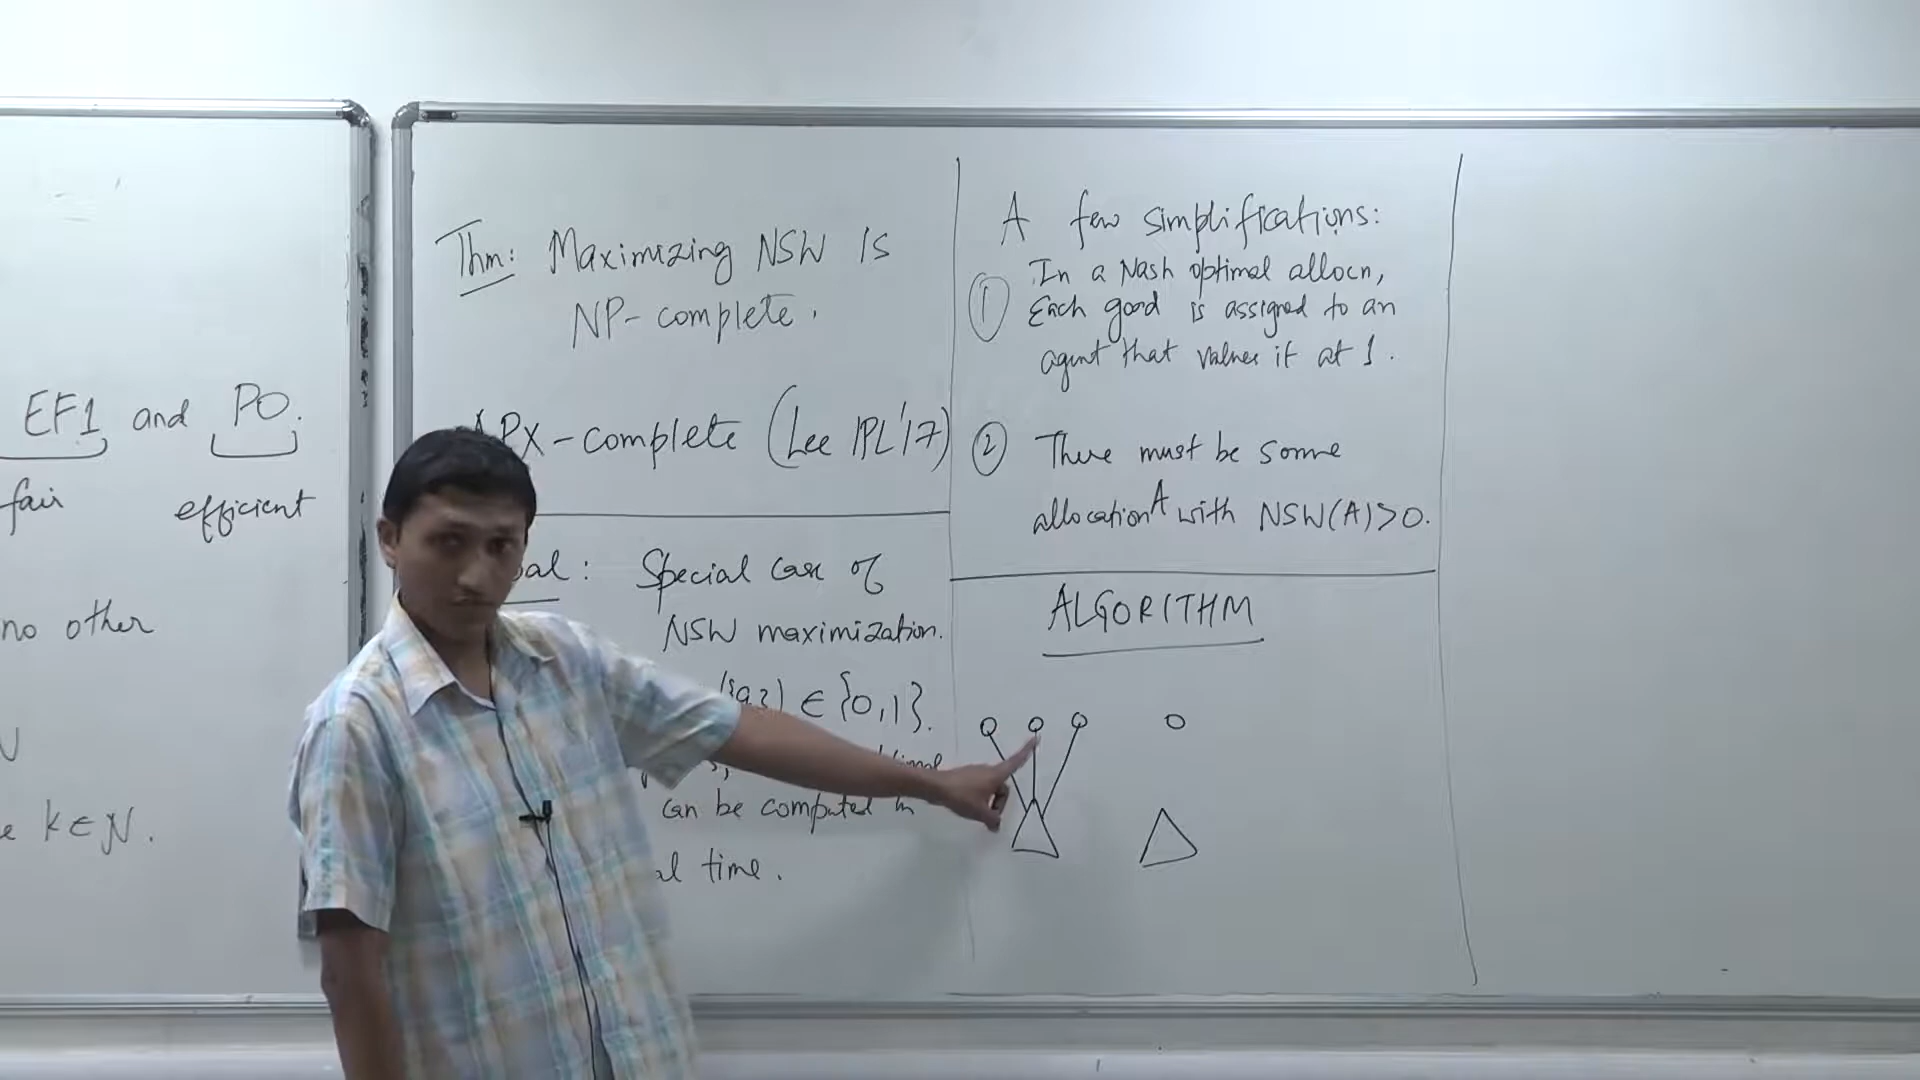 EF1 and PO.
fair efficient
no other
k∈N.
Thm: Maximizing NSW is
NP-complete.
APX-complete (Lee IPL'17)
Special case of
NSW maximization.
∈{0,1}.
can be computed in
time.
A few simplifications:
① In a Nash optimal allocn,
Each good is assigned to an
agent that values it at 1.
② There must be some
allocation A with NSW(A)>0.
ALGORITHM